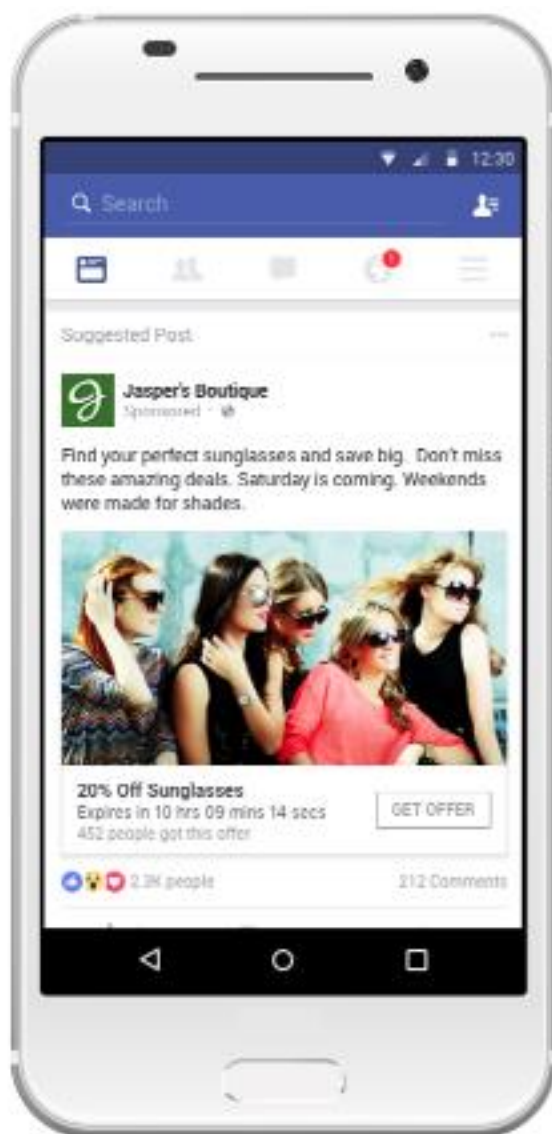 12:30
Search
Suggested Post
Jasper's Boutique
Sponsored
Find your perfect sunglasses and save big. Don't miss
these amazing deals. Saturday is coming. Weekends
were made for shades.
20% Off Sunglasses
Expires in 10 hrs 09 mins 14 secs
452 people got this offer
GET OFFER
2.3K people
212 Comments